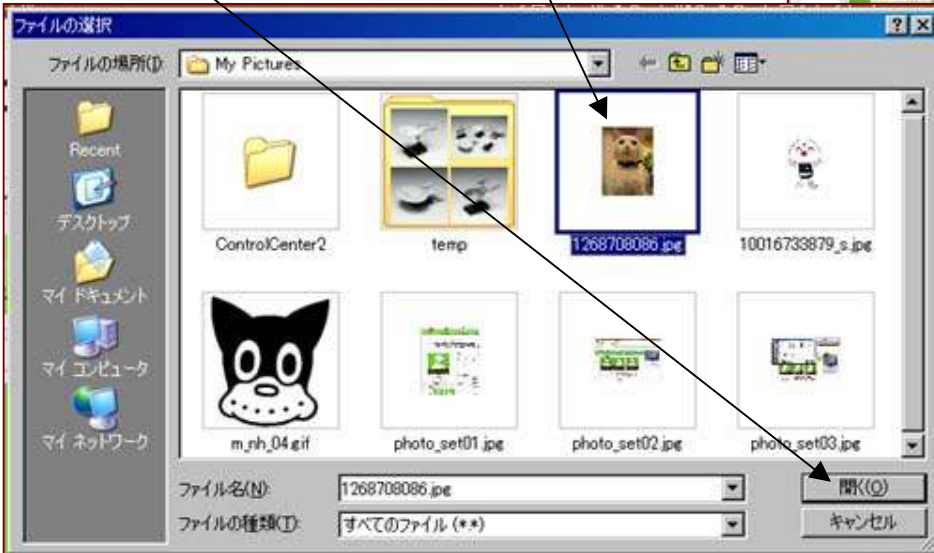 ファイルの選択
ファイルの場所(I):
My Pictures
Recent
デスクトップ
マイ ドキュメント
マイ コンピュータ
マイ ネットワーク
ControlCenter2
temp
1268708086.jpg
10016733879_s.jpg
m_nh_04.gif
photo_set01.jpg
photo_set02.jpg
photo_set03.jpg
ファイル名(N):
1268708086.jpg
開く(O)
ファイルの種類(T):
すべてのファイル (*.*)
キャンセル